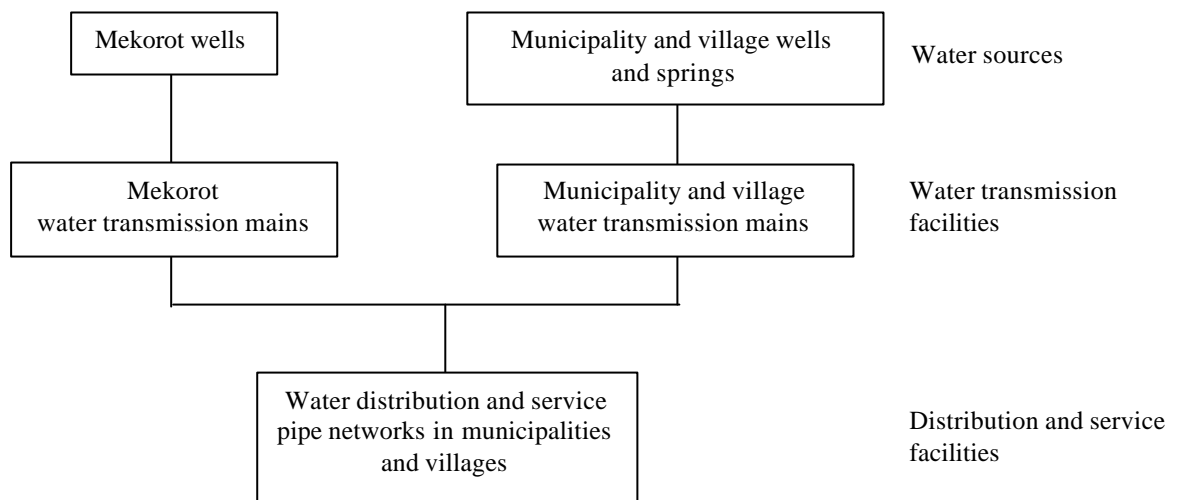 Mekorot wells
Municipality and village wells
and springs
Water sources
Mekorot
water transmission mains
Municipality and village
water transmission mains
Water transmission
facilities
Water distribution and service
pipe networks in municipalities
and villages
Distribution and service
facilities